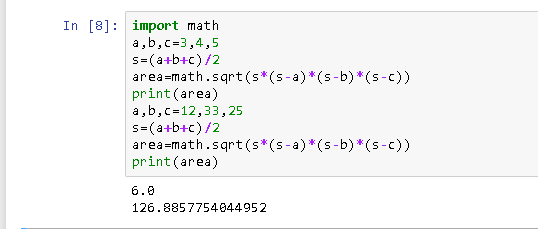 In [8]: import math
a,b,c=3,4,5
s=(a+b+c)/2
area=math.sqrt(s*(s-a)*(s-b)*(s-c))
print(area)
a,b,c=12,33,25
s=(a+b+c)/2
area=math.sqrt(s*(s-a)*(s-b)*(s-c))
print(area)
6.0
126.8857754044952